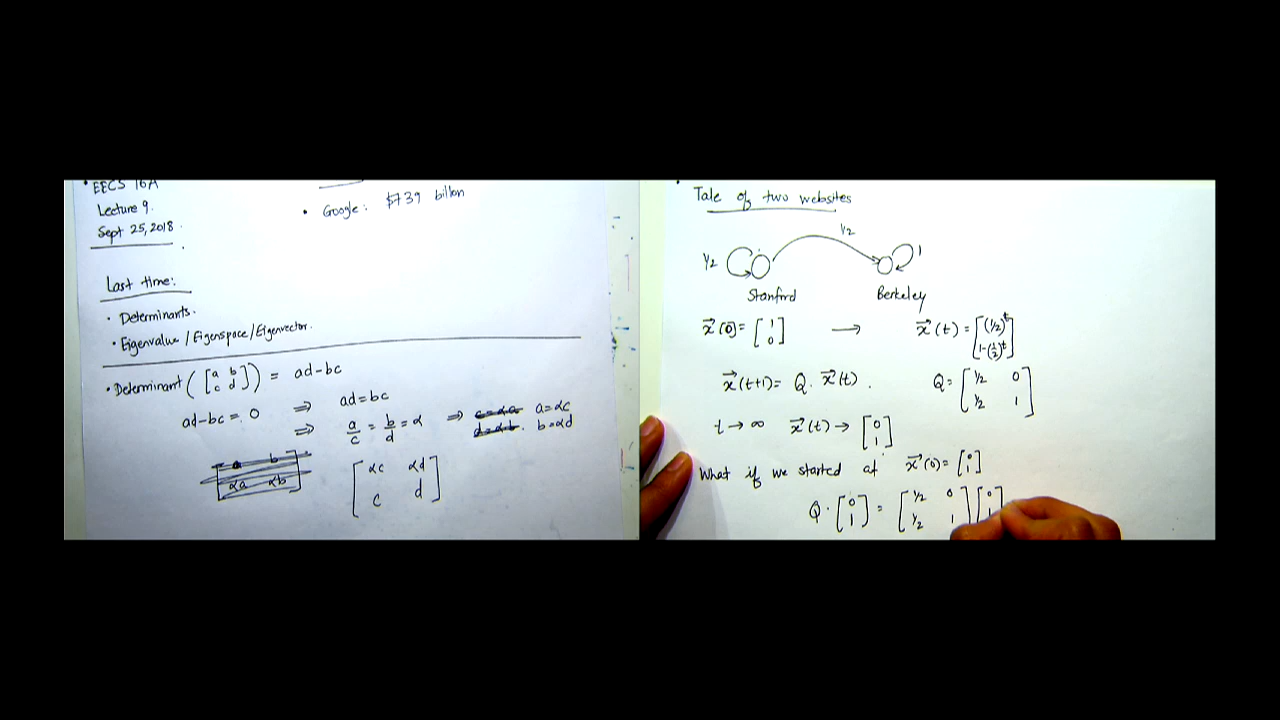 EECS 16A
Lecture 9.
Sept 25, 2018.
• Google: $739 billon
Last time:
• Determinants.
• Eigenvalue / Eigenspace / Eigenvector.
• Determinant ([a b; c d]) = ad-bc
ad-bc = 0 ⇒ ad=bc
⇒ a/c = b/d = α ⇒ a=αc
b=αd
αa αb
[αc αd
c d]
Tale of two websites
1/2 1/2 1
Stanford Berkeley
x⃗(0) = [1; 0] → x⃗(t) = [(1/2)^t; 1-(1/2)^t]
x⃗(t+1) = Q. x⃗(t). Q = [1/2 0; 1/2 1]
t → ∞ x⃗(t) → [0; 1]
What if we started at x⃗(0) = [0; 1]
Q·[0; 1] = [1/2 0; 1/2 1][0; 1]